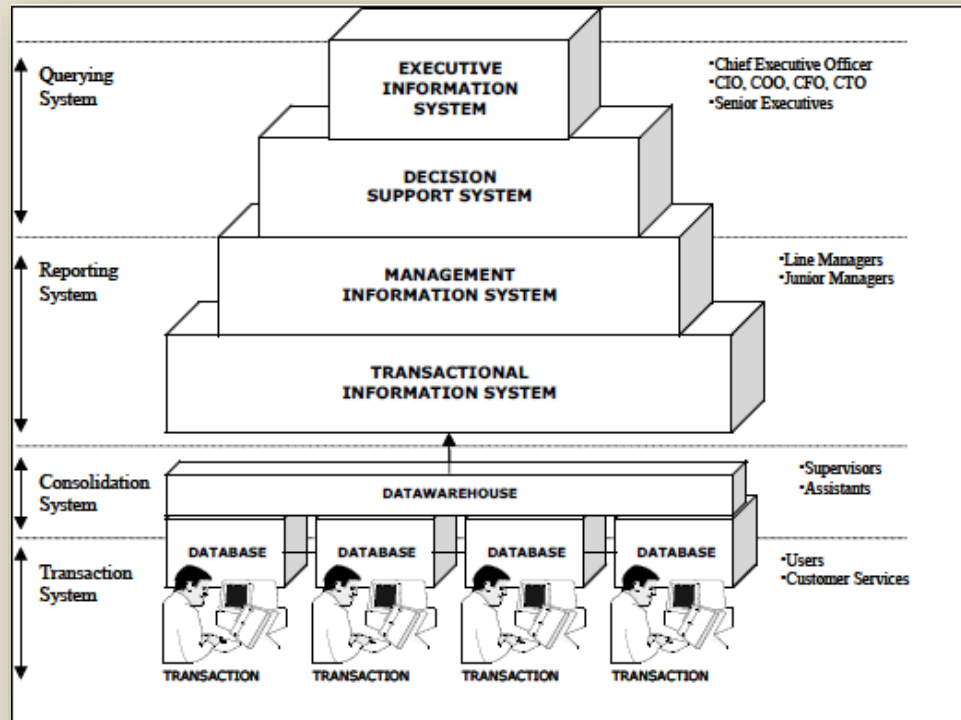 Querying
System
EXECUTIVE
INFORMATION
SYSTEM
•Chief Executive Officer
•CIO, COO, CFO, CTO
•Senior Executives
DECISION
SUPPORT SYSTEM
Reporting
System
MANAGEMENT
INFORMATION SYSTEM
•Line Managers
•Junior Managers
TRANSACTIONAL
INFORMATION SYSTEM
Consolidation
System
DATAWAREHOUSE
•Supervisors
•Assistants
Transaction
System
DATABASE DATABASE DATABASE DATABASE
•Users
•Customer Services
TRANSACTION TRANSACTION TRANSACTION TRANSACTION